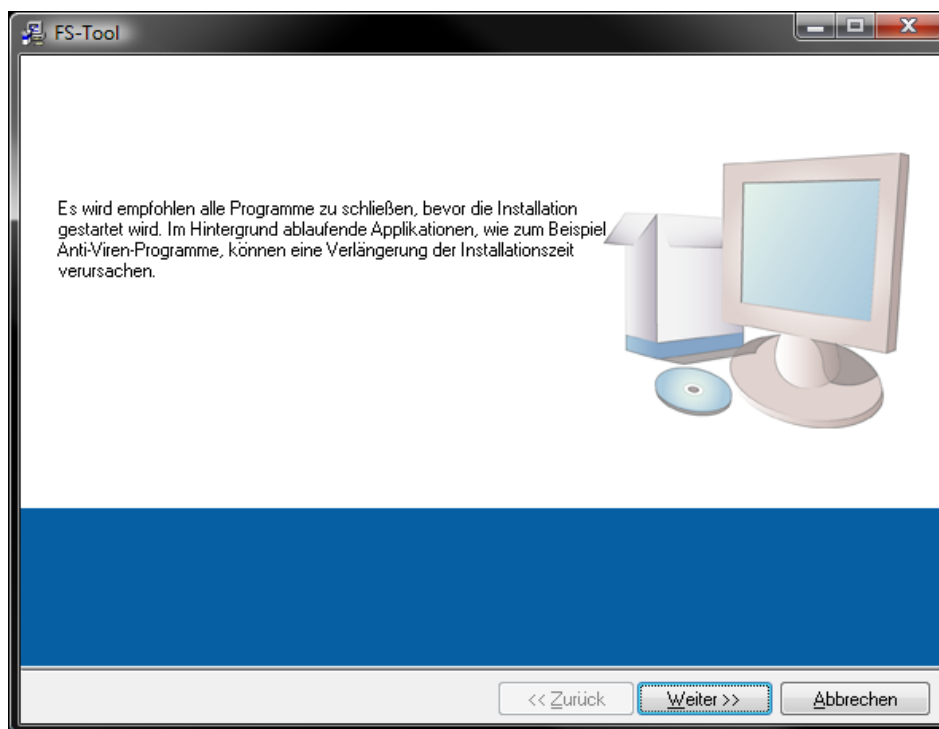 FS-Tool
Es wird empfohlen alle Programme zu schließen, bevor die Installation
gestartet wird. Im Hintergrund ablaufende Applikationen, wie zum Beispiel
Anti-Viren-Programme, können eine Verlängerung der Installationszeit
verursachen.
<< Zurück Weiter >> Abbrechen